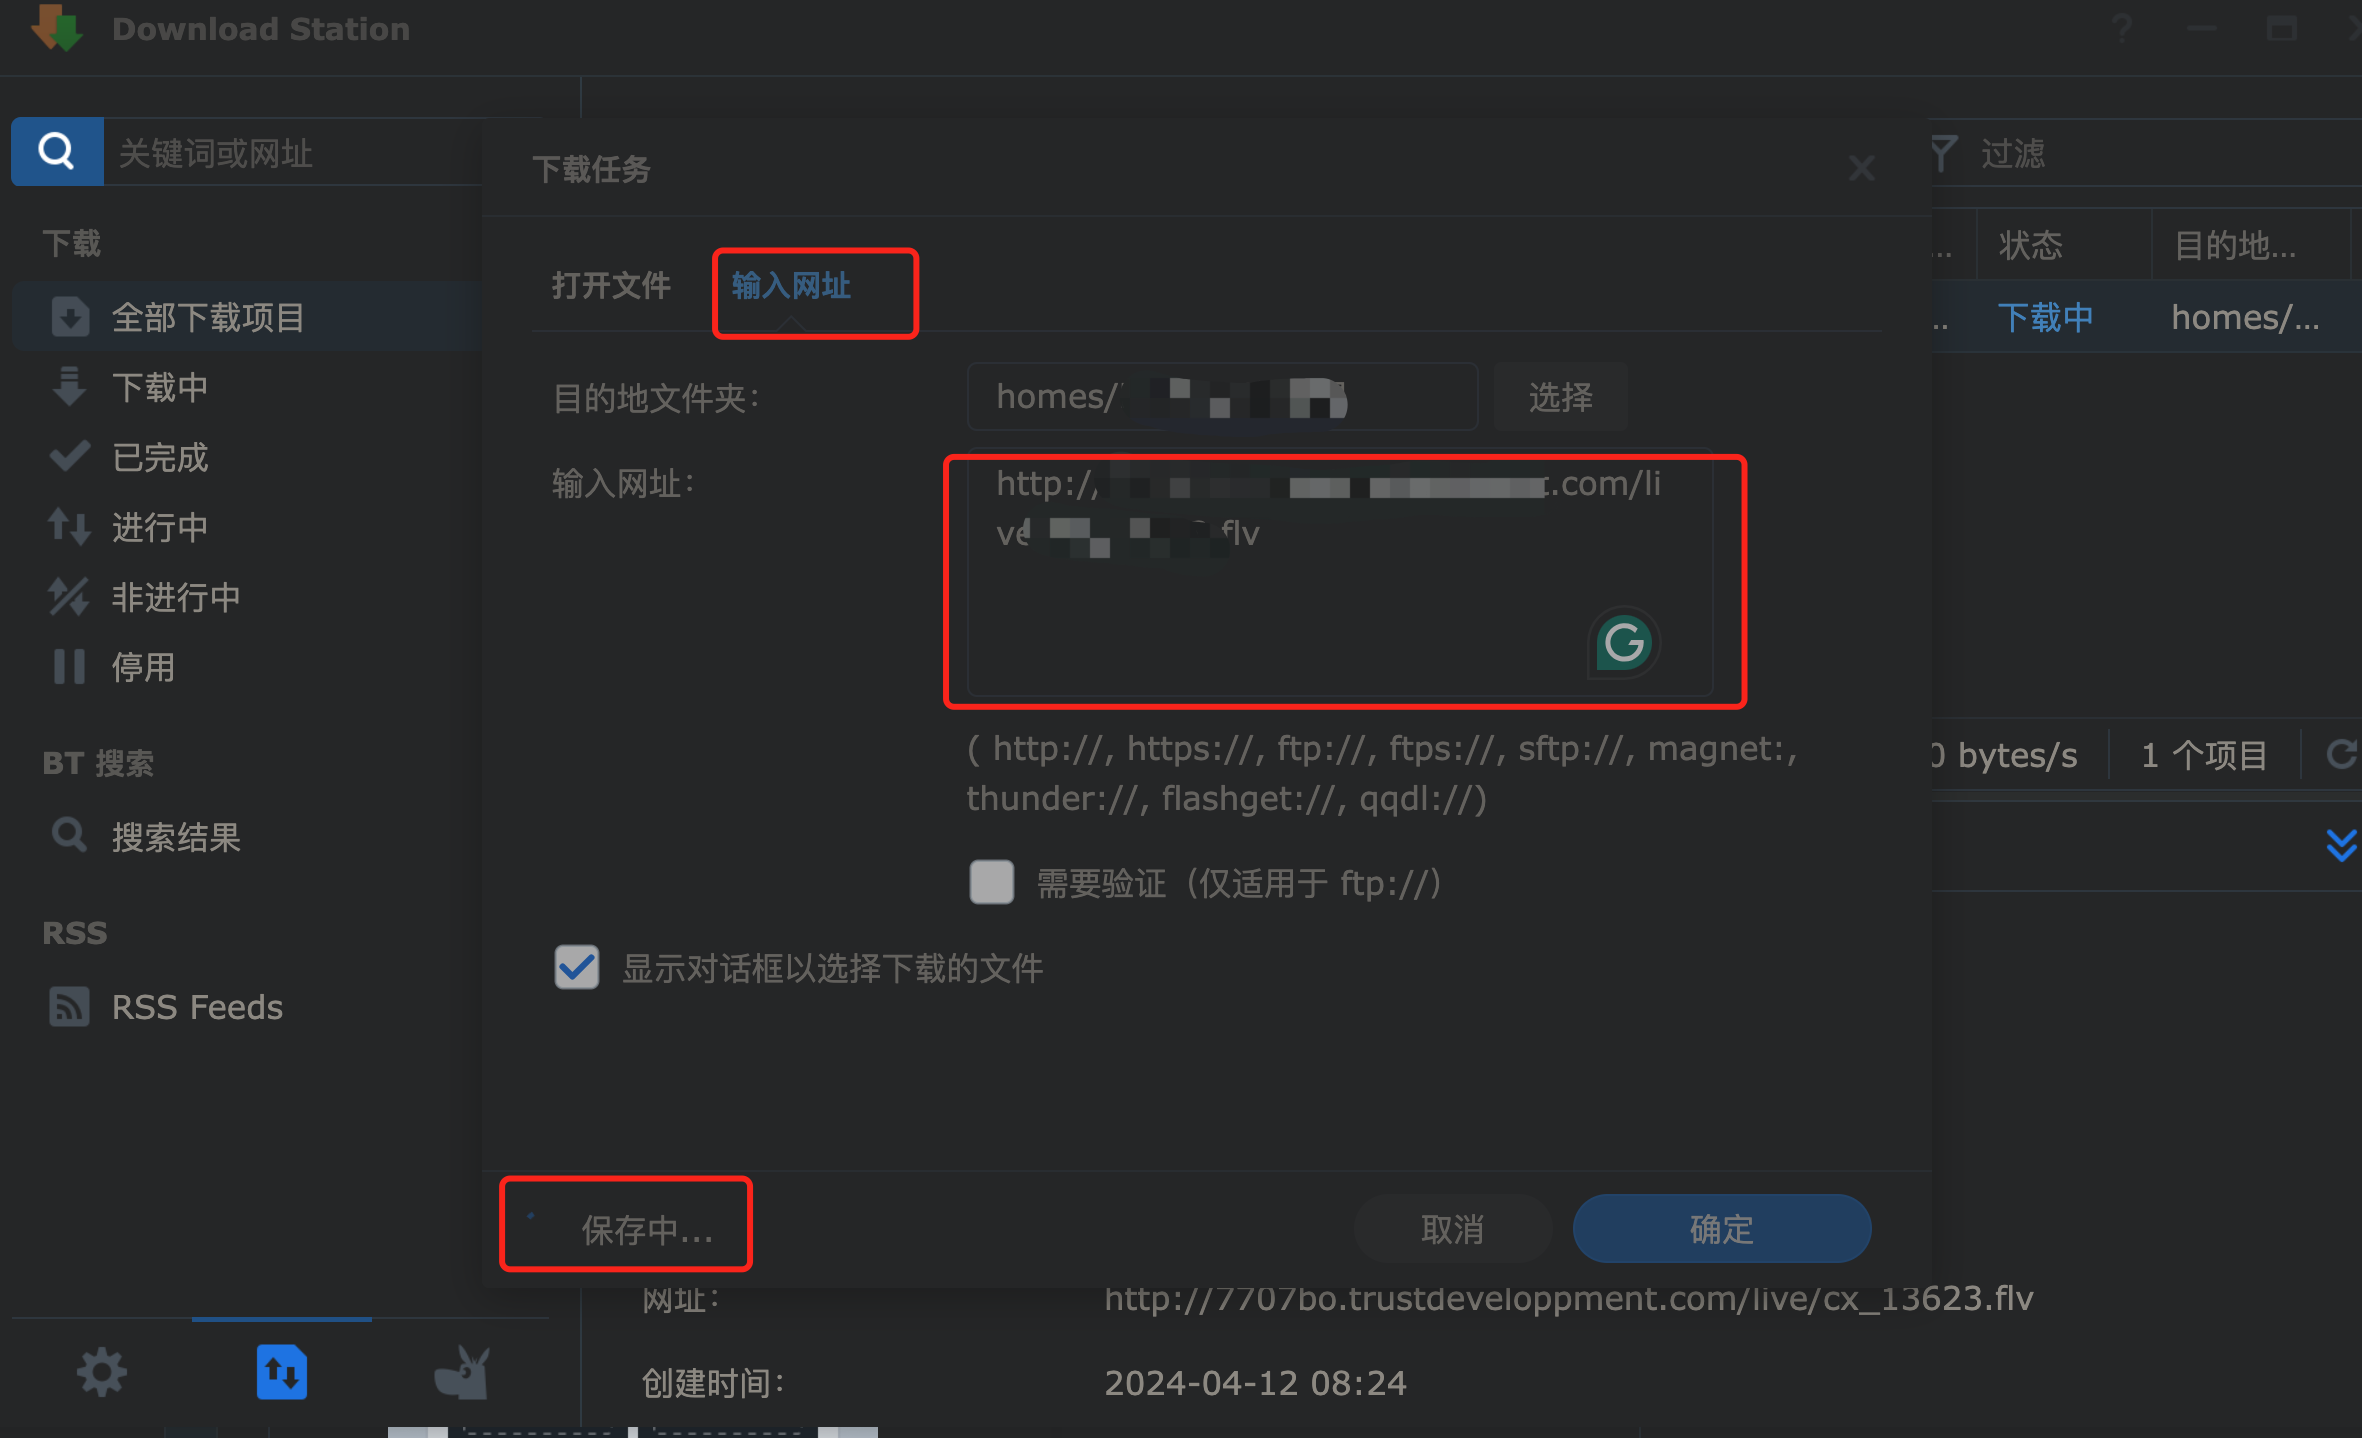 Download Station
关键词或网址
下载
全部下载项目
下载中
已完成
进行中
非进行中
停用
BT 搜索
搜索结果
RSS
RSS Feeds
下载任务
打开文件
输入网址
目的地文件夹:
homes/
选择
输入网址:
http:/
.com/li
ve
flv
( http://, https://, ftp://, ftps://, sftp://, magnet:,
thunder://, flashget://, qqdl://)
需要验证（仅适用于 ftp://）
显示对话框以选择下载的文件
保存中...
取消
确定
过滤
...
状态
目的地...
..
下载中
homes/...
0 bytes/s
1 个项目
网址:
http://7707bo.trustdeveloppment.com/live/cx_13623.flv
创建时间:
2024-04-12 08:24